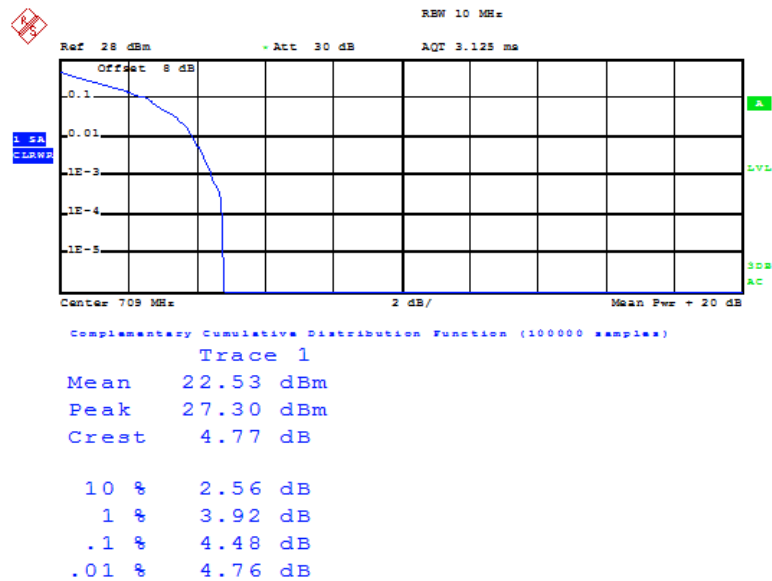 R S
RBW 10 MHz
Ref 28 dBm * Att 30 dB AQT 3.125 ms
Offset 8 dB
0.1
A
0.01
1 SA
CLRWR
1E-3
LVL
1E-4
1E-5
3DB
AC
Center 709 MHz 2 dB/ Mean Pwr + 20 dB
Complementary Cumulative Distribution Function (100000 samples)
Trace 1
Mean 22.53 dBm
Peak 27.30 dBm
Crest 4.77 dB
10 % 2.56 dB
1 % 3.92 dB
.1 % 4.48 dB
.01 % 4.76 dB